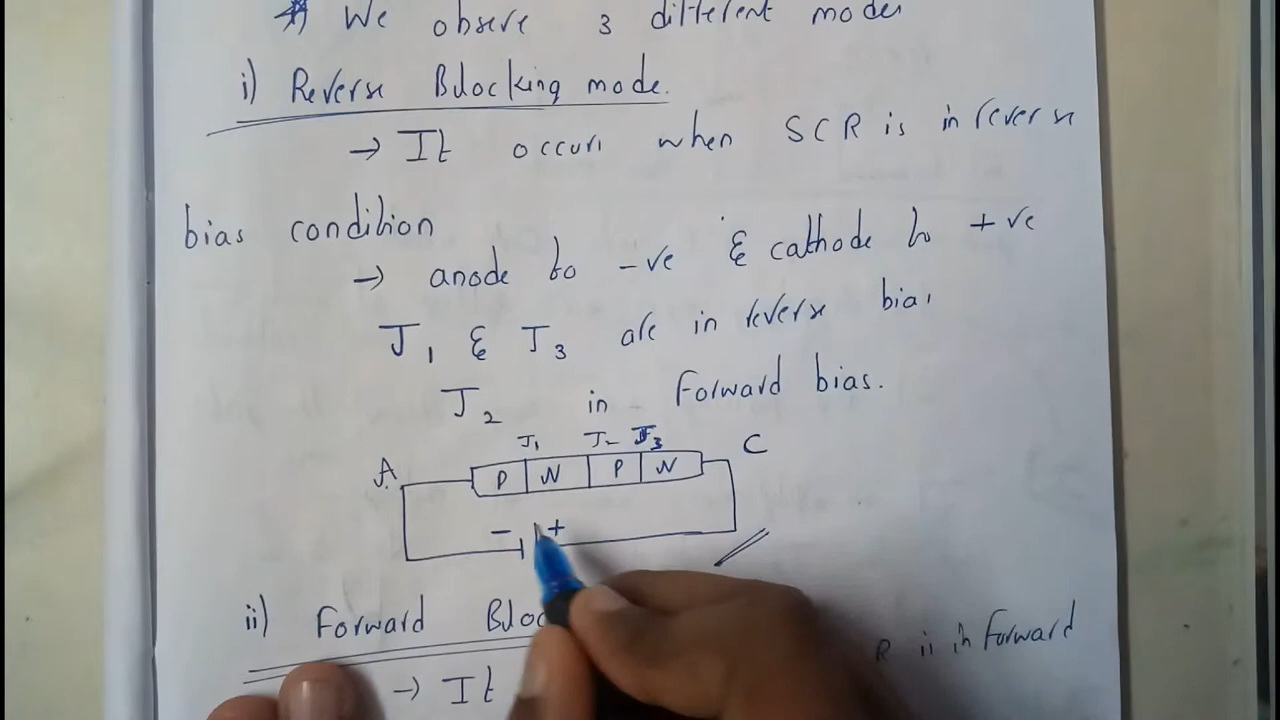 * We observe 3 different modes
i) Reverse Blocking mode.
→ It occurs when SCR is in reverse
bias condition
→ anode to -ve & cathode to +ve
J1 & J3 are in reverse bias
J2 in Forward bias.
J1 J2 J3
A P N P N C
- +
ii) Forward Bloc
R is in Forward
→ It